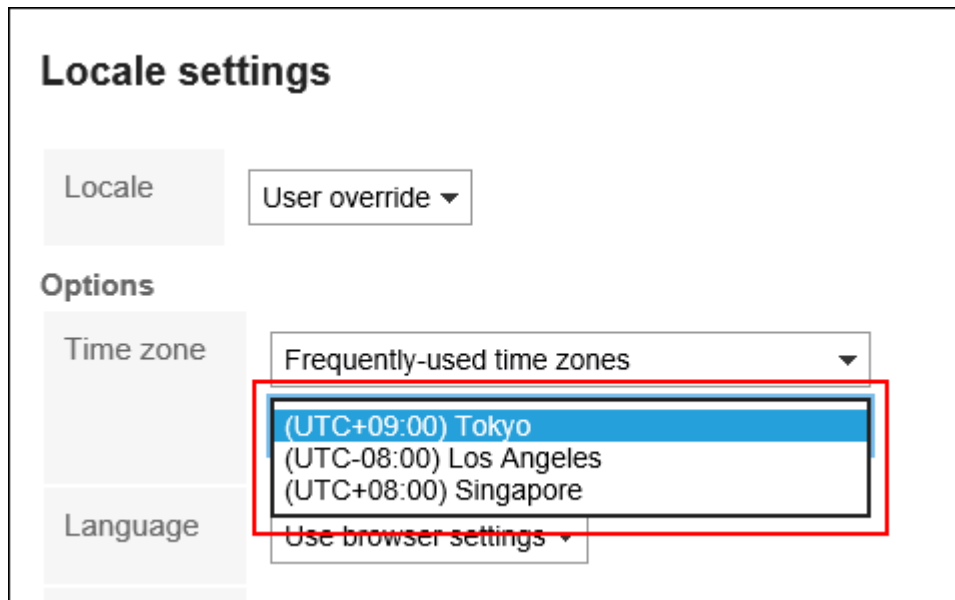 Locale settings
Locale
User override
Options
Time zone
Frequently-used time zones
(UTC+09:00) Tokyo
(UTC-08:00) Los Angeles
(UTC+08:00) Singapore
Language
Use browser settings